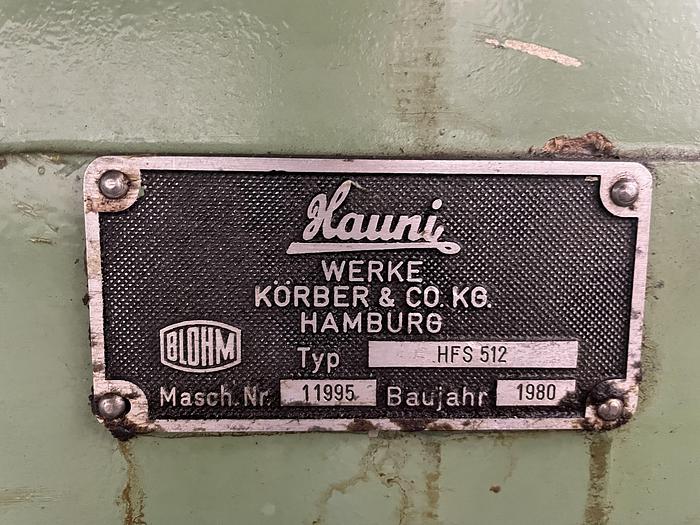 Hauni
WERKE
KÖRBER & CO. KG.
HAMBURG
BLOHM
Typ HFS 512
Masch. Nr. 11995 Baujahr 1980